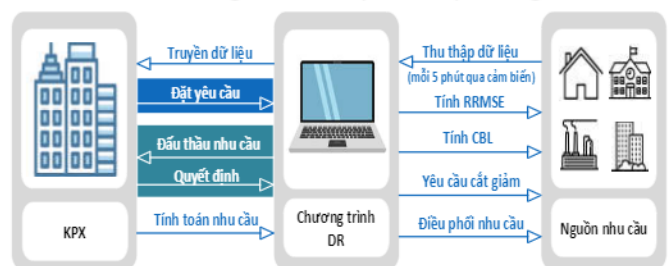 Truyền dữ liệu
Đặt yêu cầu
Đấu thầu nhu cầu
Quyết định
Tính toán nhu cầu
KPX
Chương trình
DR
Thu thập dữ liệu
(mỗi 5 phút qua cảm biến)
Tính RRMSE
Tính CBL
Yêu cầu cắt giảm
Điều phối nhu cầu
Nguồn nhu cầu